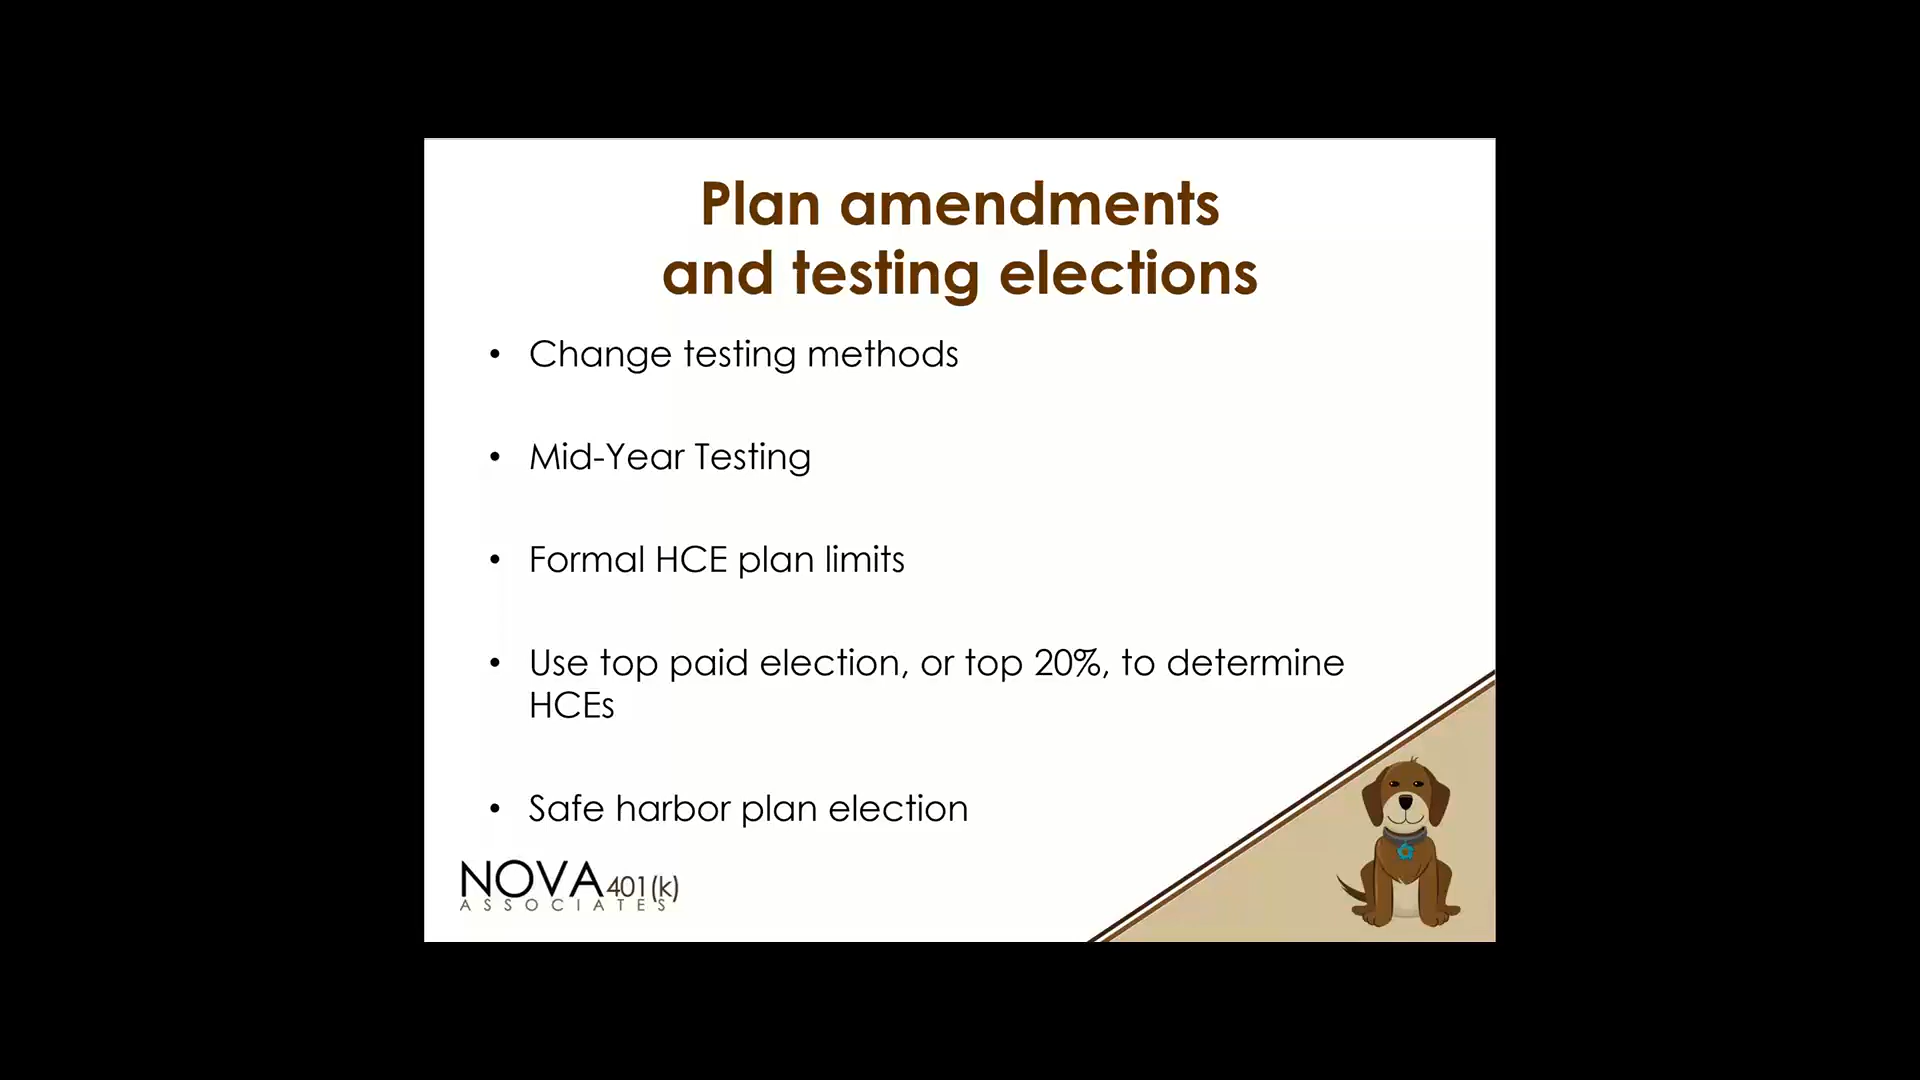 Plan amendments
and testing elections
• Change testing methods
• Mid-Year Testing
• Formal HCE plan limits
• Use top paid election, or top 20%, to determine
HCEs
• Safe harbor plan election
NOVA 401(k)
ASSOCIATES